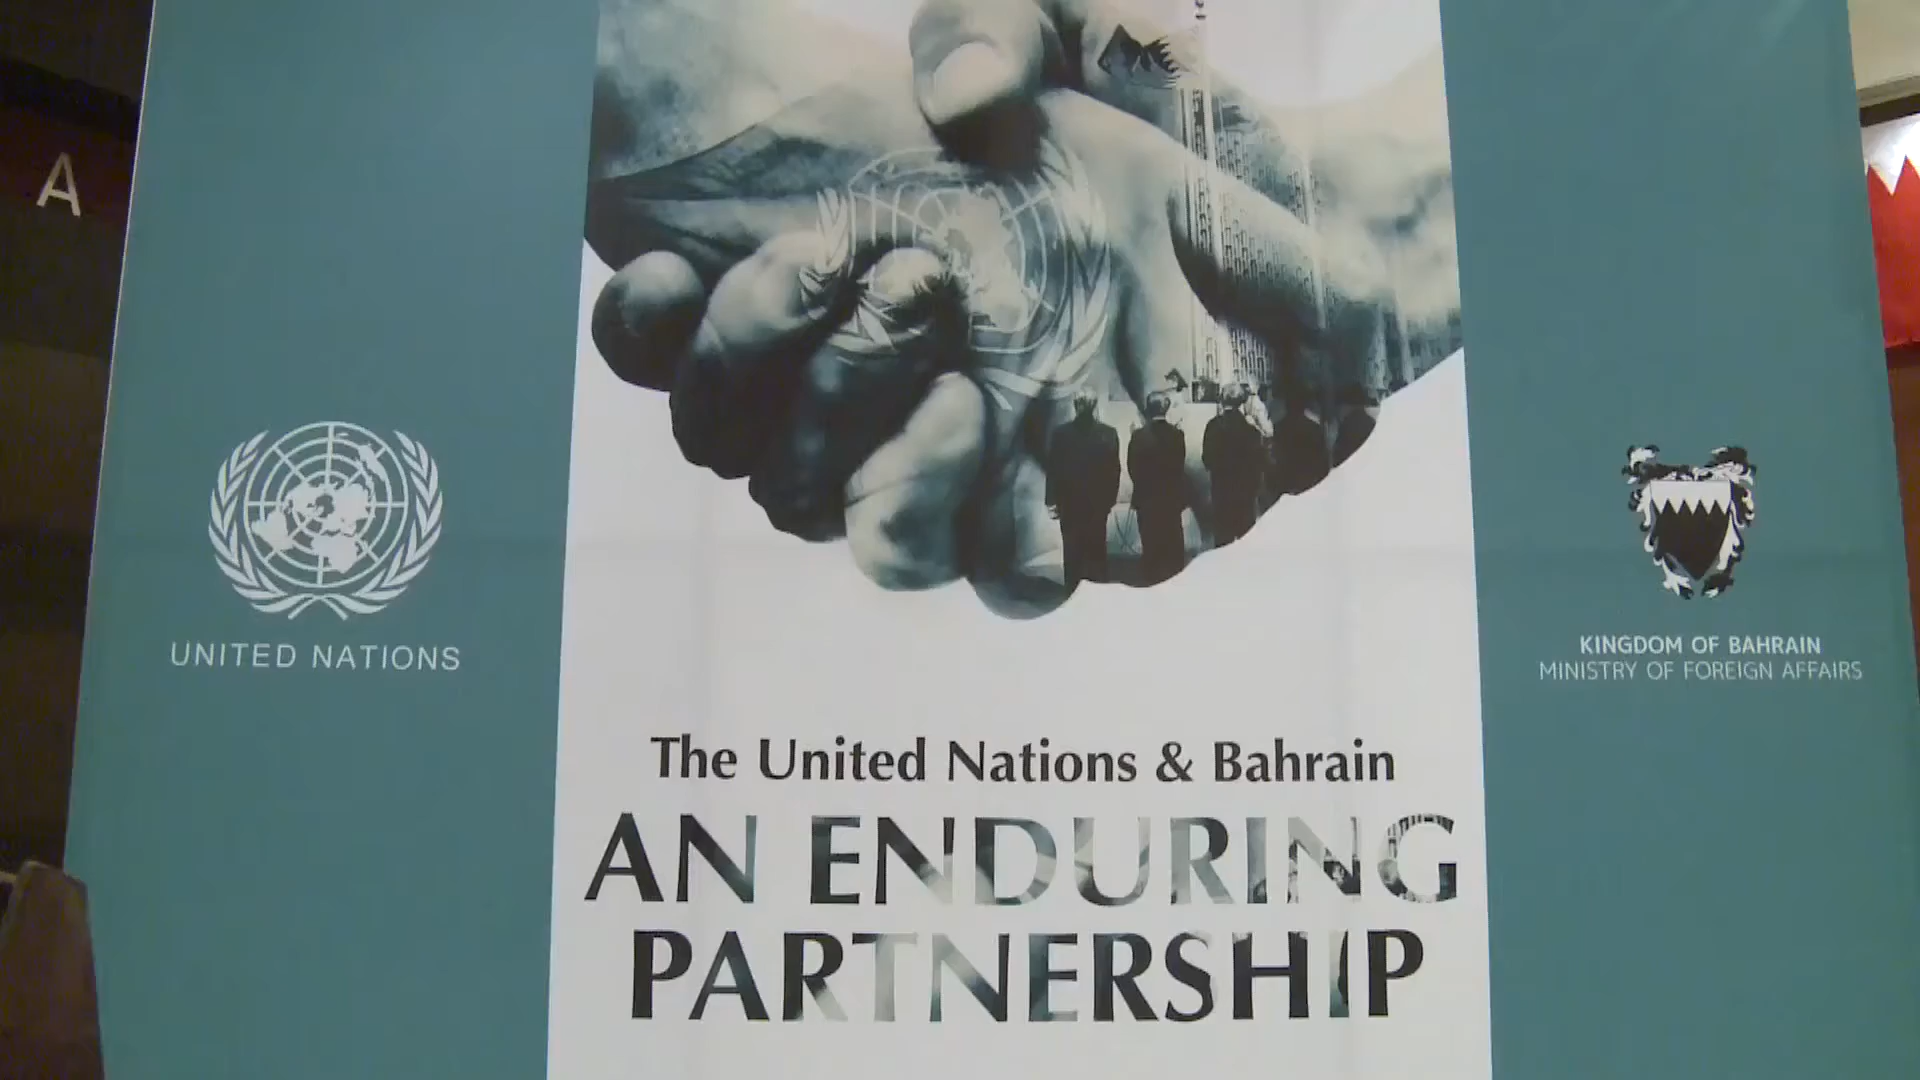 A
UNITED NATIONS
KINGDOM OF BAHRAIN
MINISTRY OF FOREIGN AFFAIRS
The United Nations & Bahrain
AN ENDURING
PARTNERSHIP